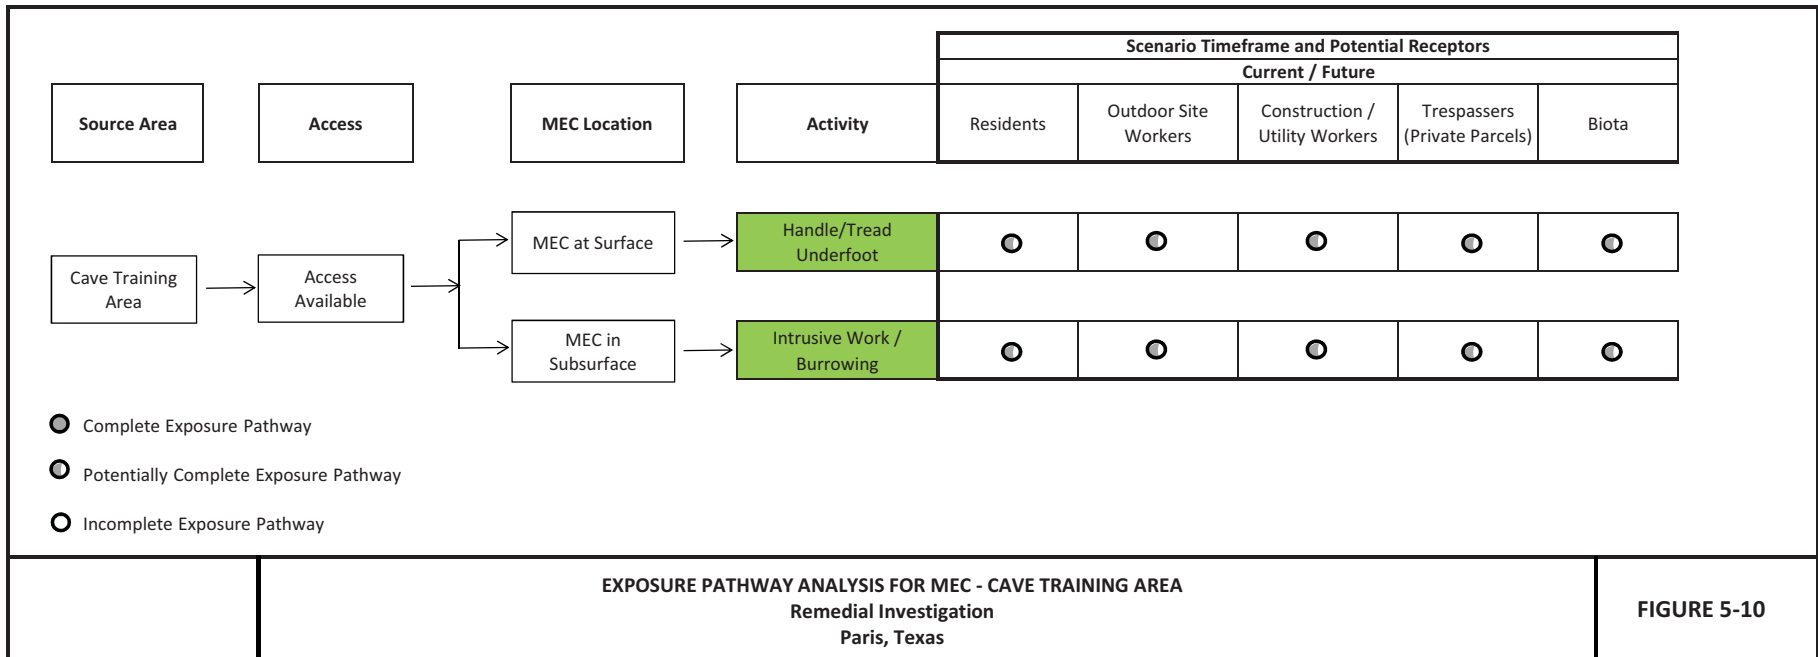 Scenario Timeframe and Potential Receptors
Current / Future
Source Area
Access
MEC Location
Activity
Residents
Outdoor Site
Workers
Construction /
Utility Workers
Trespassers
(Private Parcels)
Biota
Cave Training
Area
Access
Available
MEC at Surface
Handle/Tread
Underfoot
MEC in
Subsurface
Intrusive Work /
Burrowing
Complete Exposure Pathway
Potentially Complete Exposure Pathway
Incomplete Exposure Pathway
EXPOSURE PATHWAY ANALYSIS FOR MEC - CAVE TRAINING AREA
Remedial Investigation
Paris, Texas
FIGURE 5-10